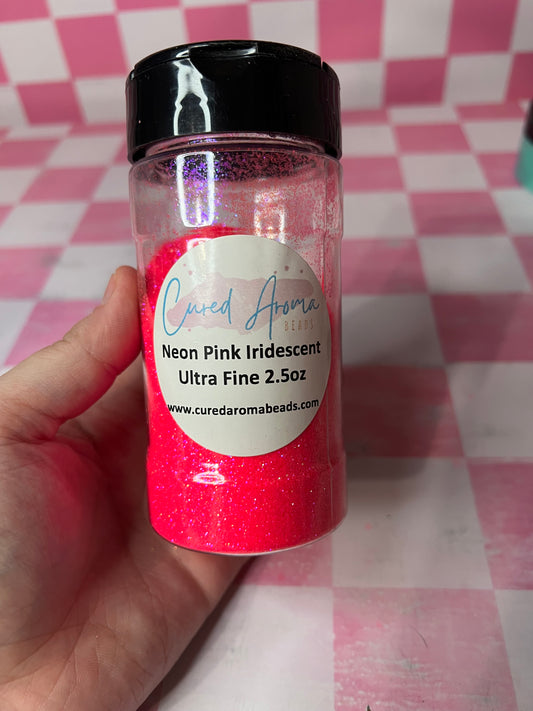 Cured Aroma
BEADS
Neon Pink Iridescent
Ultra Fine 2.5oz
www.curedaromabeads.com